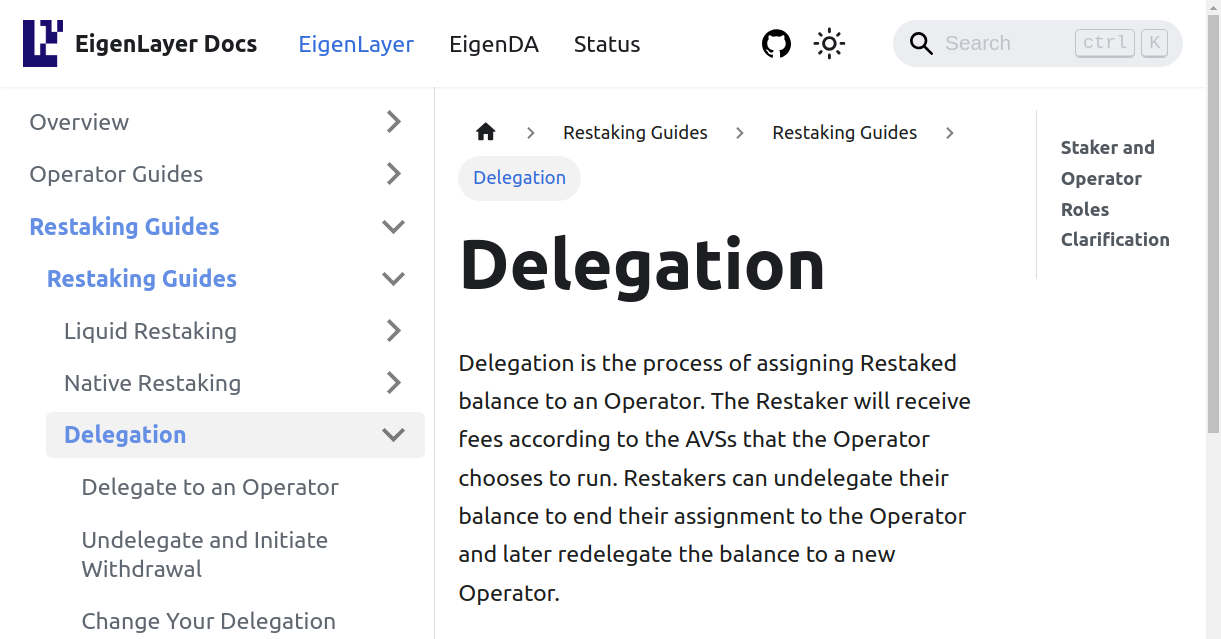 EigenLayer Docs
EigenLayer
EigenDA
Status
Search
ctrl
K
Overview
Operator Guides
Restaking Guides
Restaking Guides
Liquid Restaking
Native Restaking
Delegation
Delegate to an Operator
Undelegate and Initiate
Withdrawal
Change Your Delegation
Restaking Guides
Restaking Guides
Delegation
Delegation
Delegation is the process of assigning Restaked
balance to an Operator. The Restaker will receive
fees according to the AVSs that the Operator
chooses to run. Restakers can undelegate their
balance to end their assignment to the Operator
and later redelegate the balance to a new
Operator.
Staker and
Operator
Roles
Clarification